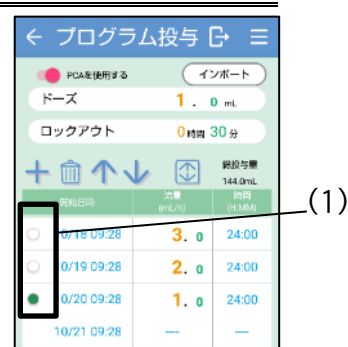 プログラム投与
PCAを使用する インポート
ドーズ 1.0 mL
ロックアウト 0時間 30分
総投与量
144.0mL
開始日時 流量(mL/h) 時間(H:MM)
0/18 09:28 3.0 24:00
0/19 09:28 2.0 24:00
0/20 09:28 1.0 24:00
10/21 09:28 --- ---
(1)